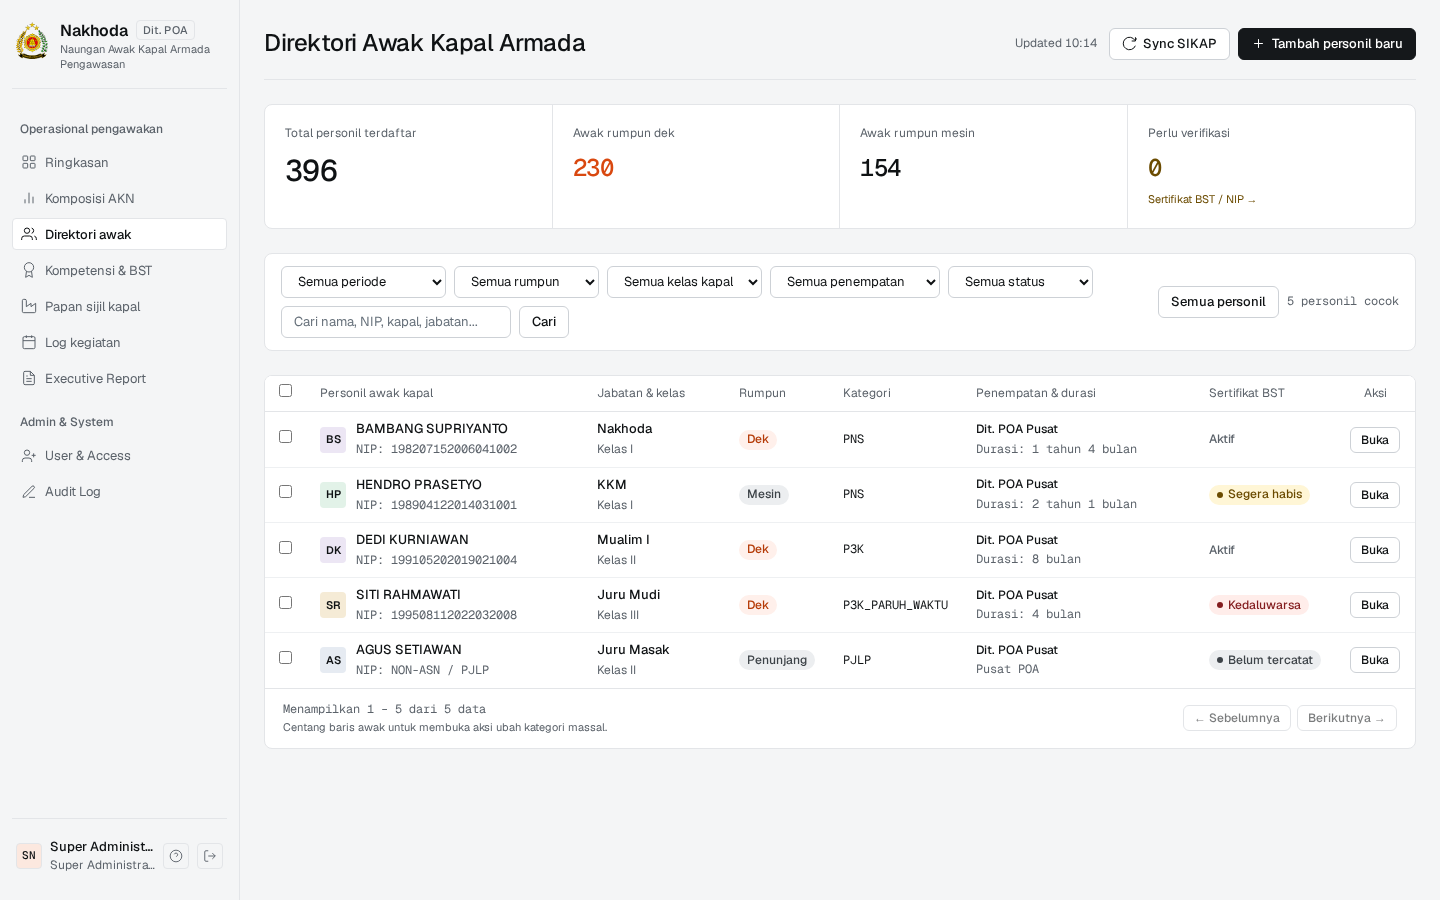 Nakhoda
Dit. POA
Naungan Awak Kapal Armada
Pengawasan
Operasional pengawakan
Ringkasan
Komposisi AKN
Direktori awak
Kompetensi & BST
Papan sijil kapal
Log kegiatan
Executive Report
Admin & System
User & Access
Audit Log
SN
Super Administ...
Super Administra...
Direktori Awak Kapal Armada
Updated 10:14
Sync SIKAP
+ Tambah personil baru
Total personil terdaftar
396
Awak rumpun dek
230
Awak rumpun mesin
154
Perlu verifikasi
0
Sertifikat BST / NIP →
Semua periode
Semua rumpun
Semua kelas kapal
Semua penempatan
Semua status
Cari nama, NIP, kapal, jabatan...
Cari
Semua personil
5 personil cocok
Personil awak kapal
Jabatan & kelas
Rumpun
Kategori
Penempatan & durasi
Sertifikat BST
Aksi
BS
BAMBANG SUPRIYANTO
NIP: 198207152006041002
Nakhoda
Kelas I
Dek
PNS
Dit. POA Pusat
Durasi: 1 tahun 4 bulan
Aktif
Buka
HP
HENDRO PRASETYO
NIP: 198904122014031001
KKM
Kelas I
Mesin
PNS
Dit. POA Pusat
Durasi: 2 tahun 1 bulan
Segera habis
Buka
DK
DEDI KURNIAWAN
NIP: 199105202019021004
Mualim I
Kelas II
Dek
P3K
Dit. POA Pusat
Durasi: 8 bulan
Aktif
Buka
SR
SITI RAHMAWATI
NIP: 199508112022032008
Juru Mudi
Kelas III
Dek
P3K_PARUH_WAKTU
Dit. POA Pusat
Durasi: 4 bulan
Kedaluwarsa
Buka
AS
AGUS SETIAWAN
NIP: NON-ASN / PJLP
Juru Masak
Kelas II
Penunjang
PJLP
Dit. POA Pusat
Pusat POA
Belum tercatat
Buka
Menampilkan 1 – 5 dari 5 data
Centang baris awak untuk membuka aksi ubah kategori massal.
← Sebelumnya
Berikutnya →